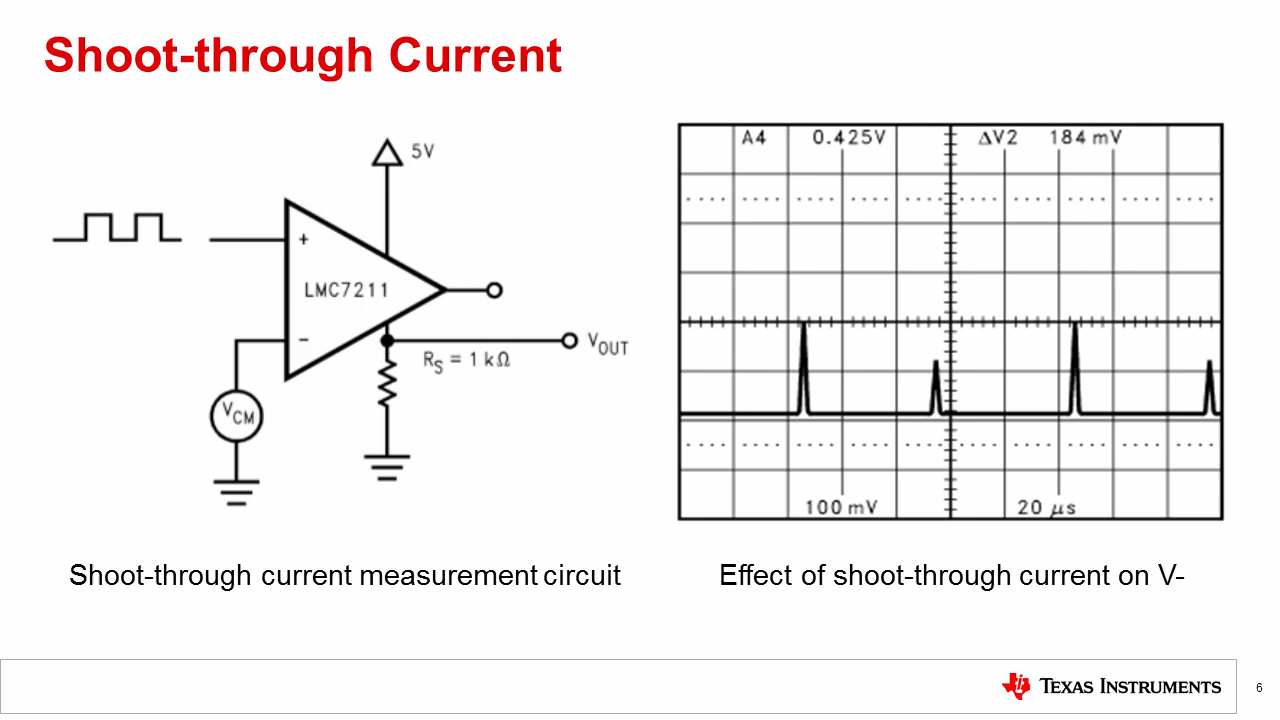 Shoot-through Current
5V
+
LMC7211
−
V_OUT
R_S = 1 kΩ
V_CM
A4 0.425V ΔV2 184 mV
100 mV 20 μs
Shoot-through current measurement circuit
Effect of shoot-through current on V-
TEXAS INSTRUMENTS
6